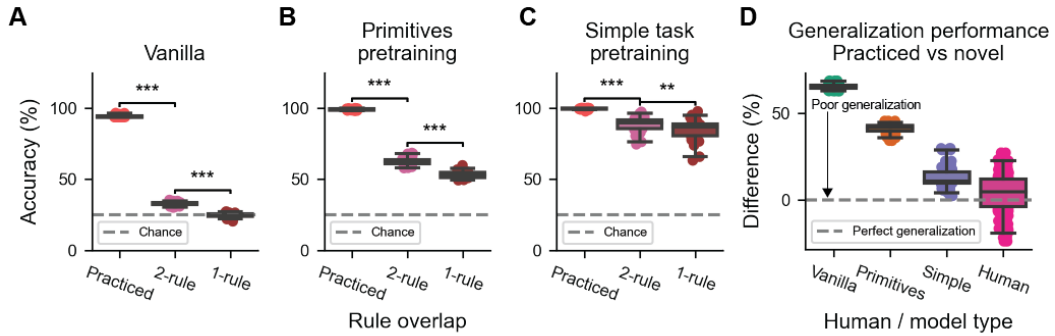 A
Vanilla
Accuracy (%)
100
50
0
***
***
Chance
Practiced
2-rule
1-rule
B
Primitives
pretraining
100
50
0
***
***
Chance
Practiced
2-rule
1-rule
Rule overlap
C
Simple task
pretraining
100
50
0
***
**
Chance
Practiced
2-rule
1-rule
D
Generalization performance
Practiced vs novel
Difference (%)
50
0
Poor generalization
Perfect generalization
Vanilla
Primitives
Simple
Human
Human / model type